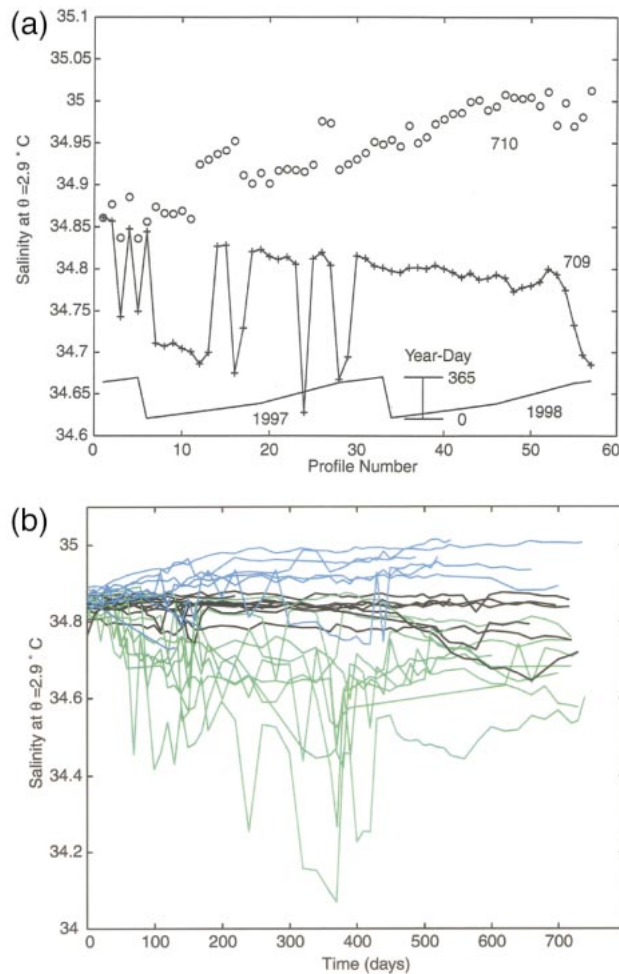 (a)
35.1
35.05
35
34.95
34.9
34.85
34.8
34.75
34.7
34.65
34.6
Salinity at θ =2.9 ° C
710
709
Year-Day
365
0
1997
1998
0 10 20 30 40 50 60
Profile Number
(b)
35
34.8
34.6
34.4
34.2
34
Salinity at θ =2.9 ° C
0 100 200 300 400 500 600 700
Time (days)